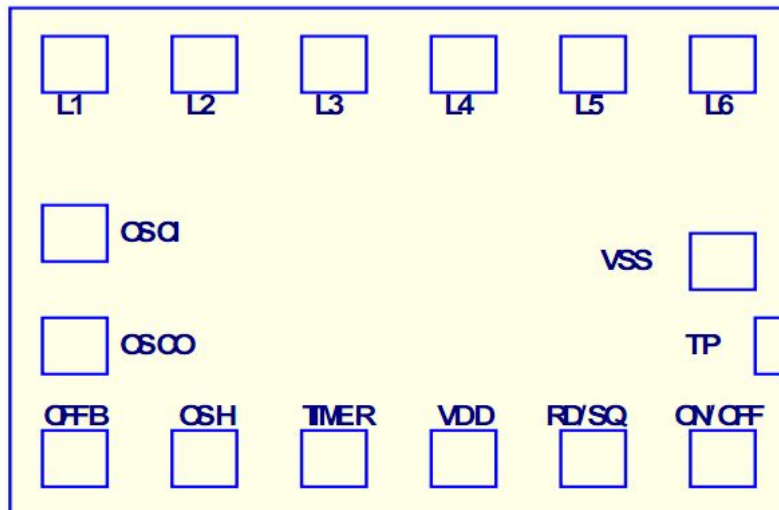 L1 L2 L3 L4 L5 L6
OSCI
VSS
OSCO
TP
OFFB OSH TIMER VDD RD/SQ ON/OFF